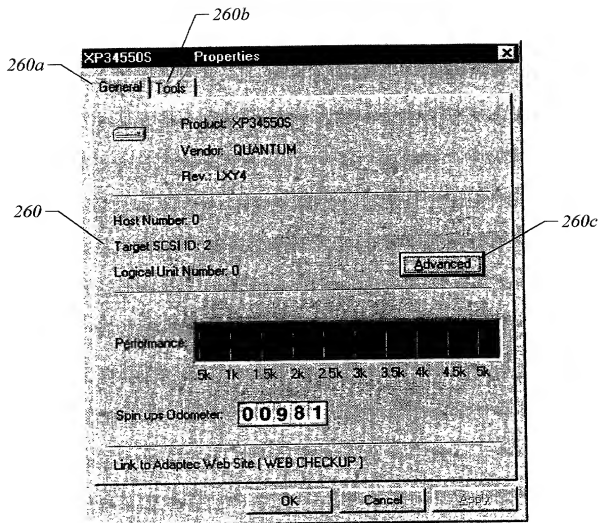 260b
XP34550S Properties
260a
General Tools
Product: XP34550S
Vendor: QUANTUM
Rev.: LXY4
260
Host Number: 0
260c
Target SCSI ID: 2
Logical Unit Number: 0
Advanced
Performance:
5k 1k 1.5k 2k 2.5k 3k 3.5k 4k 4.5k 5k
Spin ups Odometer: 00981
Link to Adaptec Web Site [ WEB CHECKUP ]
OK Cancel Apply